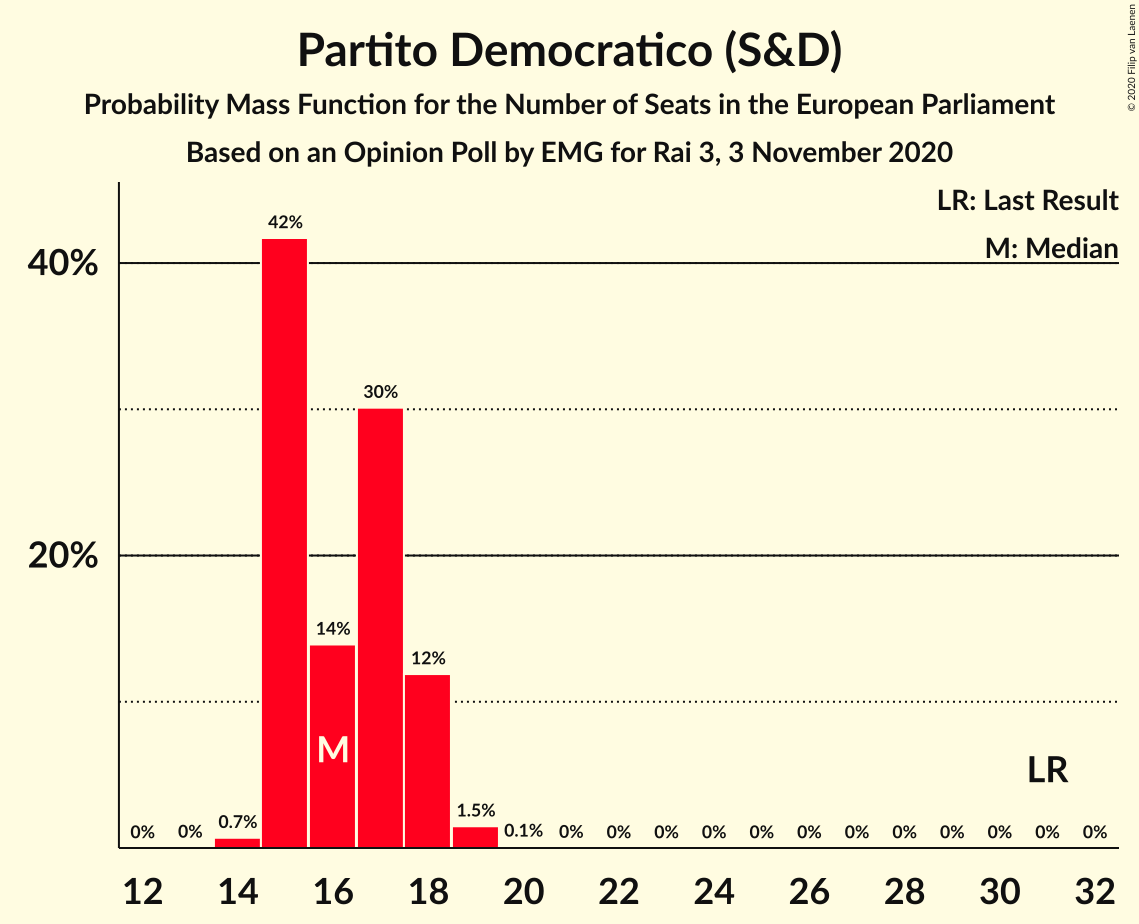 Partito Democratico (S&D)
Probability Mass Function for the Number of Seats in the European Parliament
Based on an Opinion Poll by EMG for Rai 3, 3 November 2020
© 2020 Filip van Laenen
LR: Last Result
M: Median
40%
20%
0% 0% 0.7% 42% 14% 30% 12% 1.5% 0.1% 0% 0% 0% 0% 0% 0% 0% 0% 0% 0% 0% 0%
M
LR
12 14 16 18 20 22 24 26 28 30 32